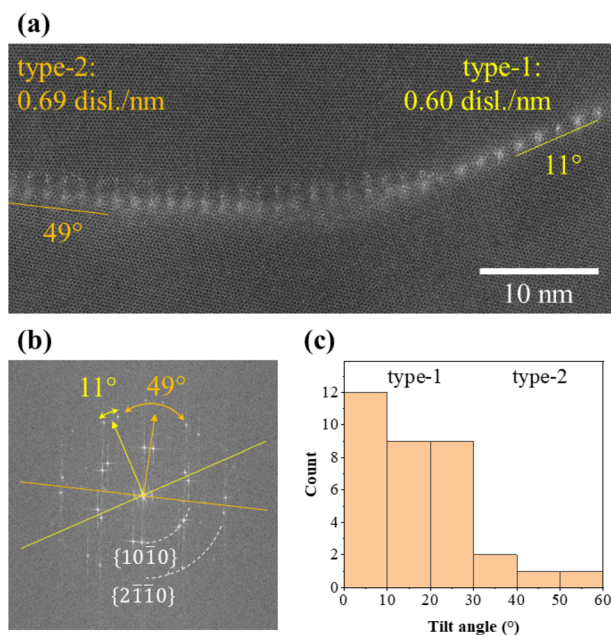 (a)
type-2:
0.69 disl./nm
type-1:
0.60 disl./nm
11°
49°
10 nm
(b)
11°
49°
{101̅0}
{21̅1̅0}
(c)
type-1
type-2
12
10
8
6
4
2
0
Count
0 10 20 30 40 50 60
Tilt angle (°)